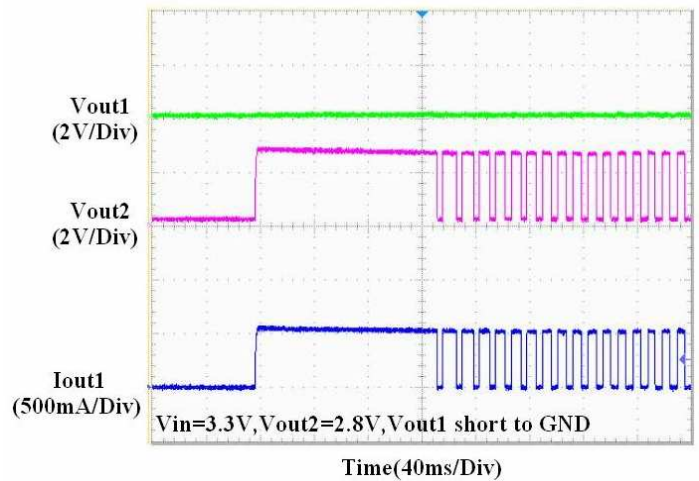 Vout1
(2V/Div)
Vout2
(2V/Div)
Iout1
(500mA/Div)
Vin=3.3V,Vout2=2.8V,Vout1 short to GND
Time(40ms/Div)